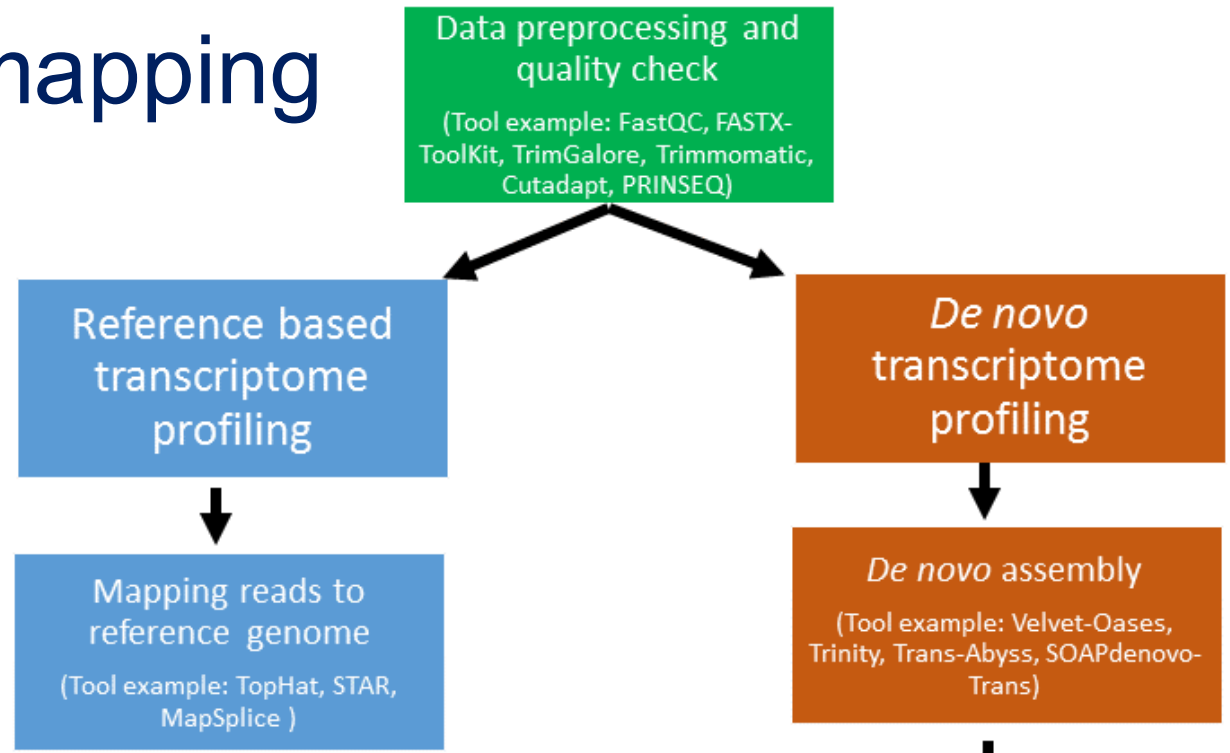 mapping
Data preprocessing and
quality check
(Tool example: FastQC, FASTX-
ToolKit, TrimGalore, Trimmomatic,
Cutadapt, PRINSEQ)
Reference based
transcriptome
profiling
De novo
transcriptome
profiling
Mapping reads to
reference genome
(Tool example: TopHat, STAR,
MapSplice )
De novo assembly
(Tool example: Velvet-Oases,
Trinity, Trans-Abyss, SOAPdenovo-
Trans)